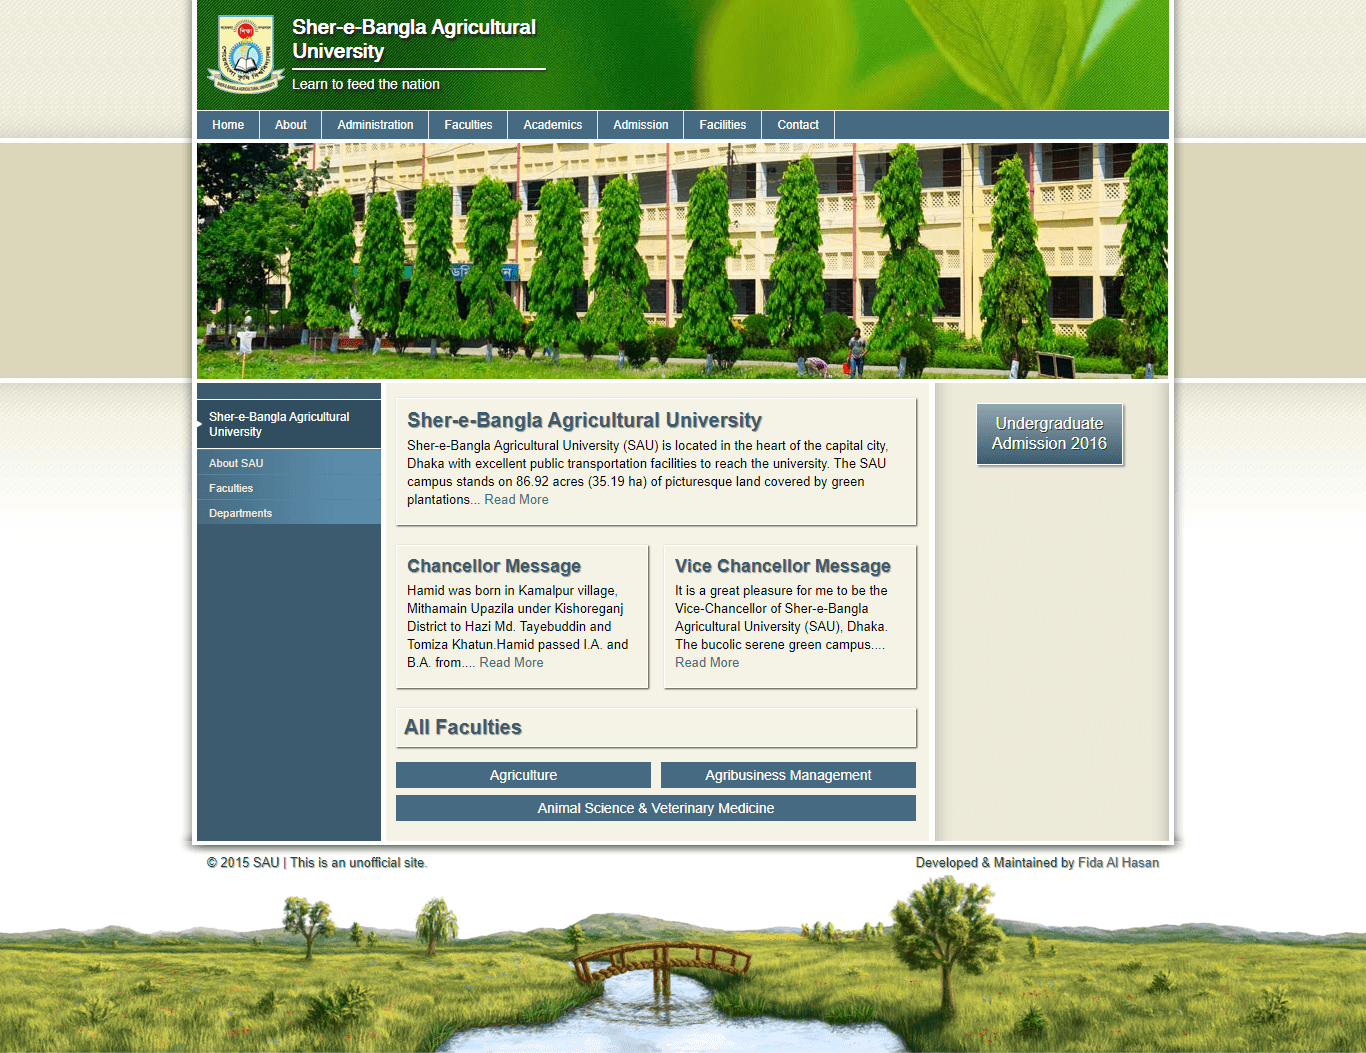 Sher-e-Bangla Agricultural
University
Learn to feed the nation
Home About Administration Faculties Academics Admission Facilities Contact
Sher-e-Bangla Agricultural
University
About SAU
Faculties
Departments
Sher-e-Bangla Agricultural University
Sher-e-Bangla Agricultural University (SAU) is located in the heart of the capital city,
Dhaka with excellent public transportation facilities to reach the university. The SAU
campus stands on 86.92 acres (35.19 ha) of picturesque land covered by green
plantations... Read More
Chancellor Message
Hamid was born in Kamalpur village,
Mithamain Upazila under Kishoreganj
District to Hazi Md. Tayebuddin and
Tomiza Khatun.Hamid passed I.A. and
B.A. from.... Read More
Vice Chancellor Message
It is a great pleasure for me to be the
Vice-Chancellor of Sher-e-Bangla
Agricultural University (SAU), Dhaka.
The bucolic serene green campus....
Read More
All Faculties
Agriculture
Agribusiness Management
Animal Science & Veterinary Medicine
Undergraduate
Admission 2016
© 2015 SAU | This is an unofficial site.
Developed & Maintained by Fida Al Hasan